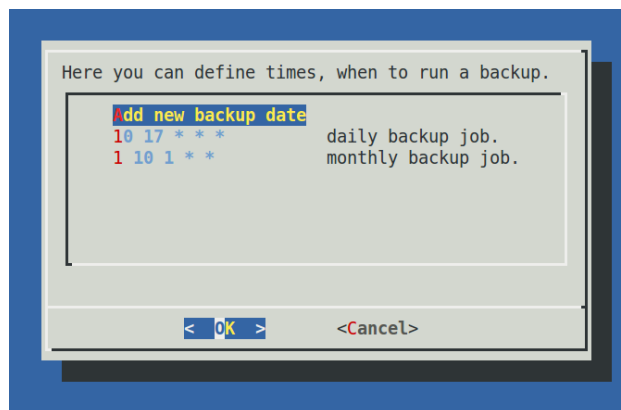 Here you can define times, when to run a backup.
Add new backup date
10 17 * * * daily backup job.
1 10 1 * * monthly backup job.
< OK > <Cancel>